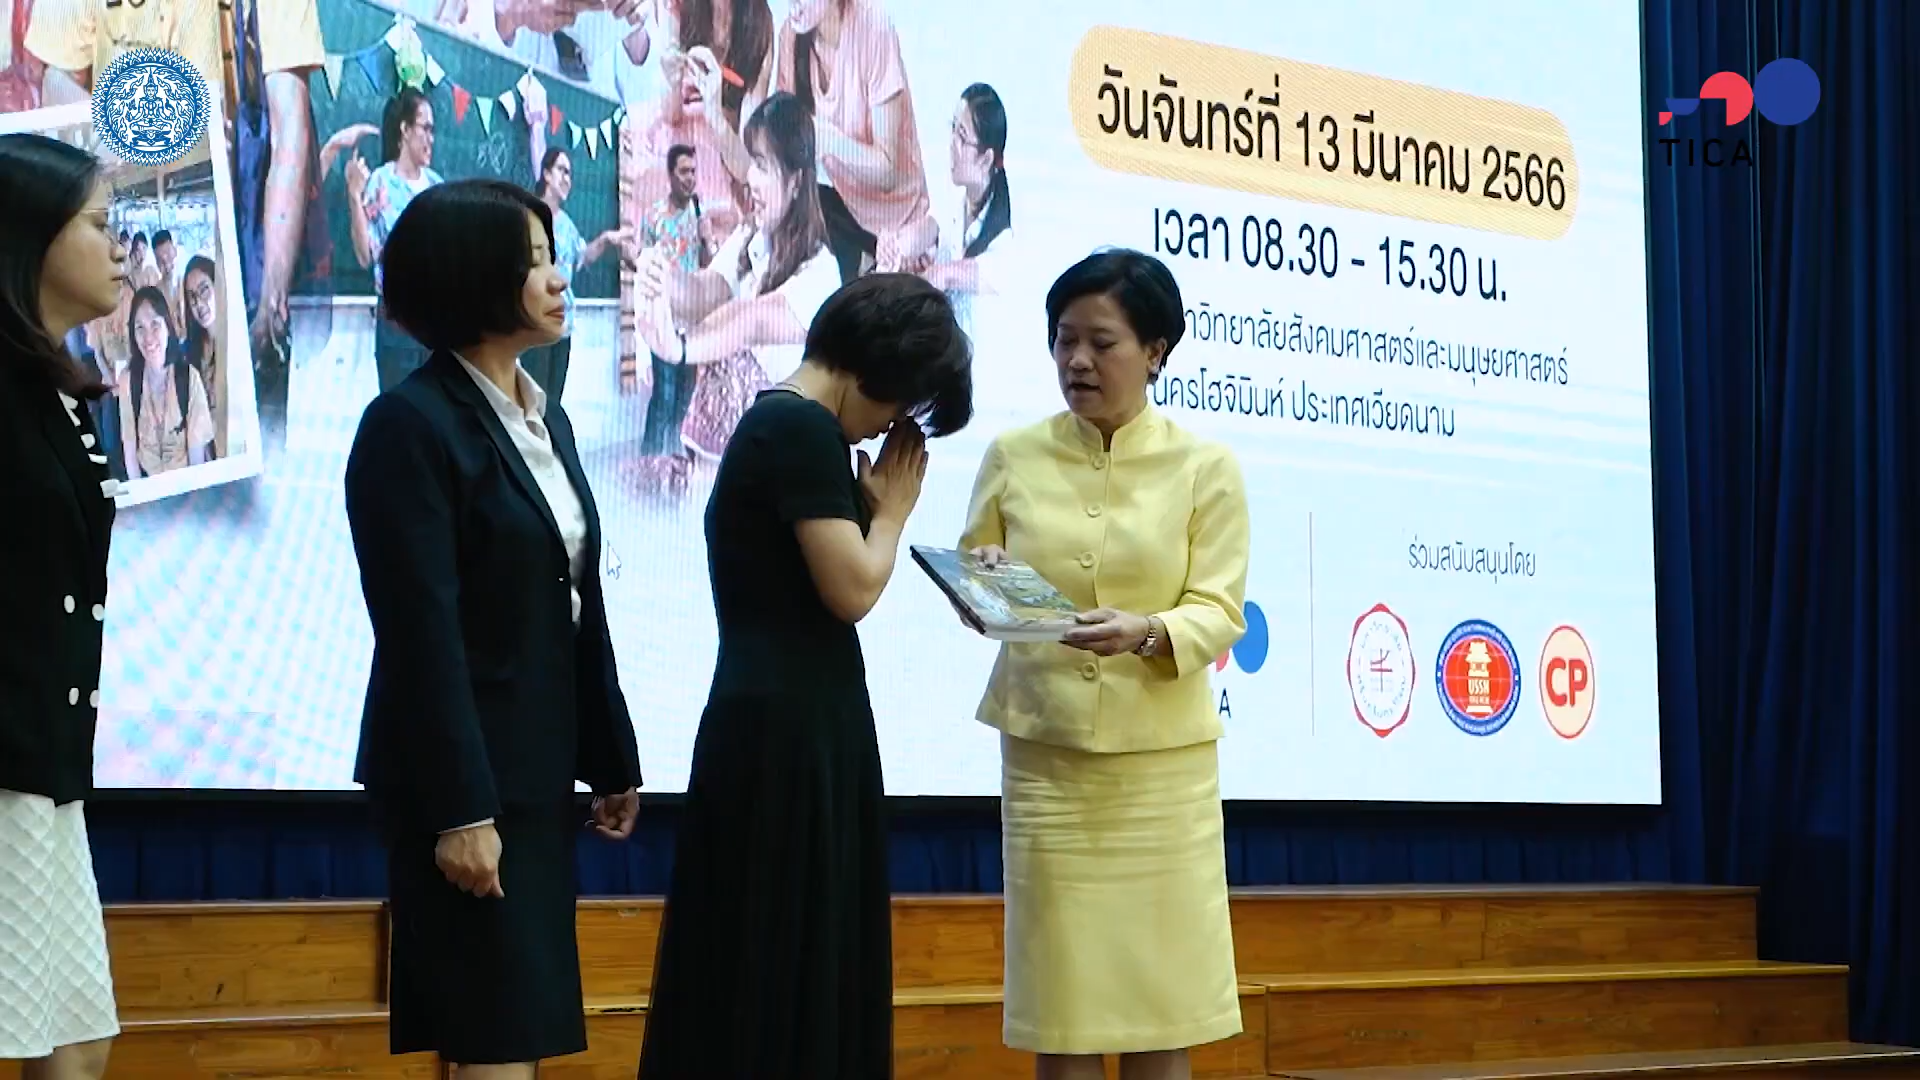 วันจันทร์ที่ 13 มีนาคม 2566
เวลา 08.30 - 15.30 น.
วิทยาลัยสังคมศาสตร์และมนุษยศาสตร์
นครโฮจิมินห์ ประเทศเวียดนาม
ร่วมสนับสนุนโดย
USSH
CP
TICA